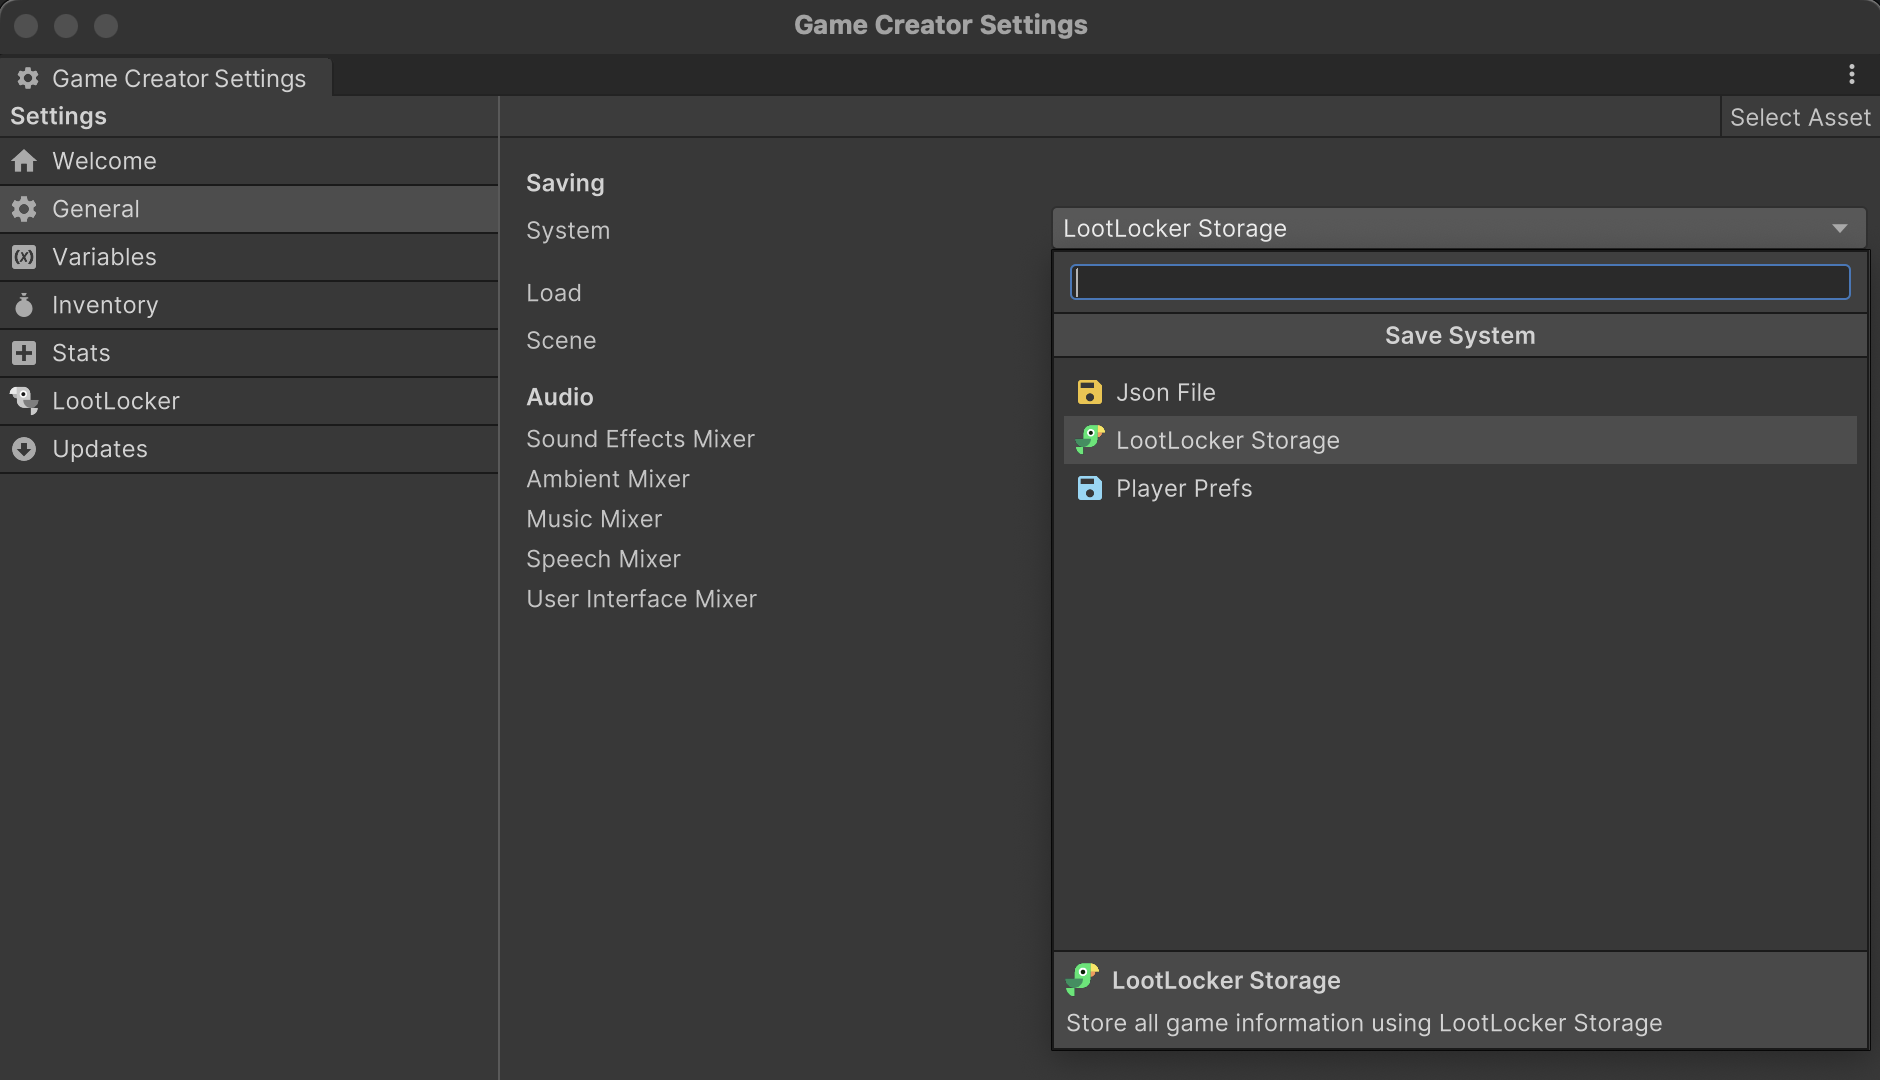 Game Creator Settings
Game Creator Settings
Settings
Select Asset
Welcome
General
(x) Variables
Inventory
Stats
LootLocker
Updates
Saving
System
LootLocker Storage
Load
Scene
Audio
Sound Effects Mixer
Ambient Mixer
Music Mixer
Speech Mixer
User Interface Mixer
Save System
Json File
LootLocker Storage
Player Prefs
LootLocker Storage
Store all game information using LootLocker Storage